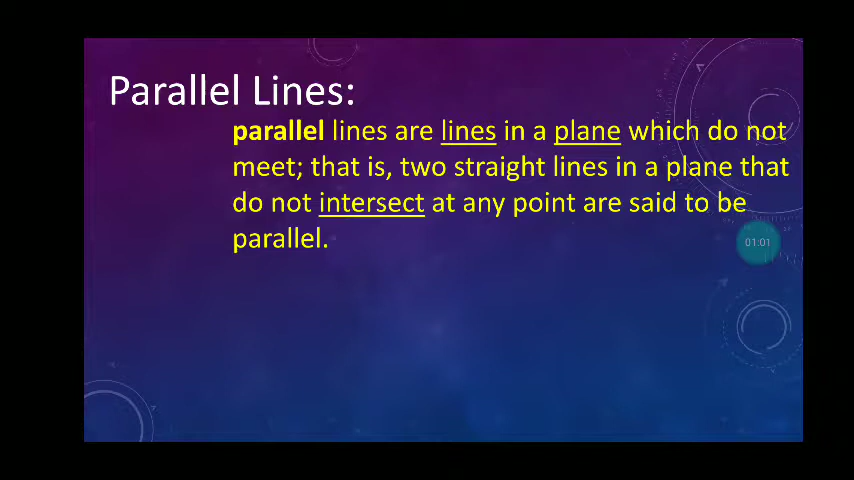 Parallel Lines:
parallel lines are lines in a plane which do not
meet; that is, two straight lines in a plane that
do not intersect at any point are said to be
parallel.
01:01